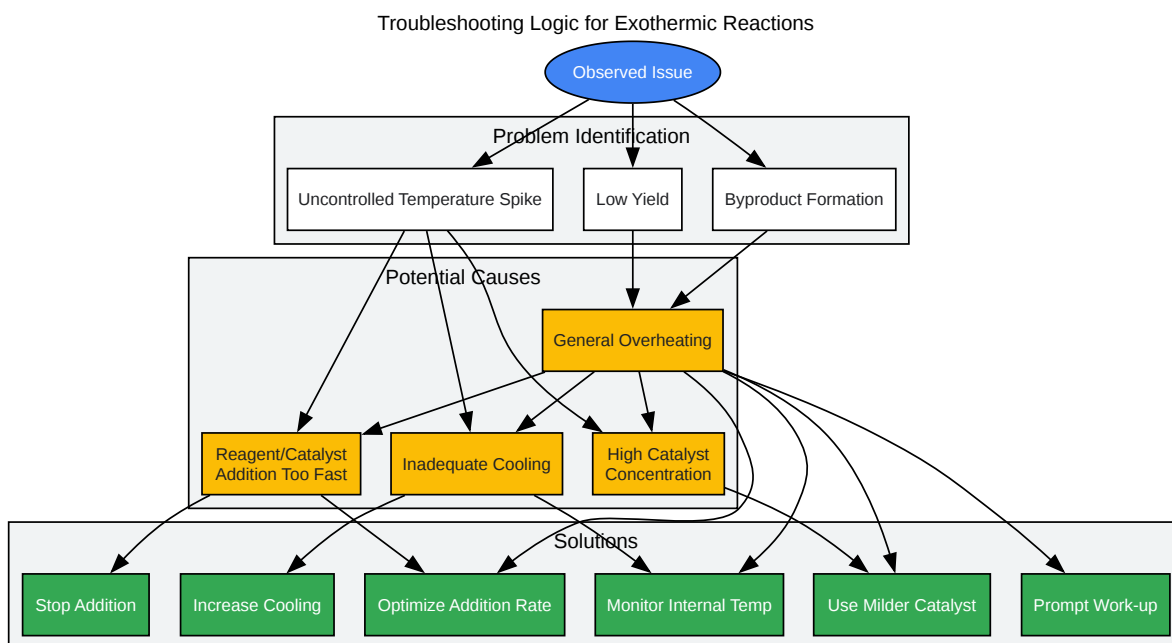 Troubleshooting Logic for Exothermic Reactions
Observed Issue
Problem Identification
Uncontrolled Temperature Spike
Low Yield
Byproduct Formation
Potential Causes
General Overheating
Reagent/Catalyst
Addition Too Fast
Inadequate Cooling
High Catalyst
Concentration
Solutions
Stop Addition
Increase Cooling
Optimize Addition Rate
Monitor Internal Temp
Use Milder Catalyst
Prompt Work-up